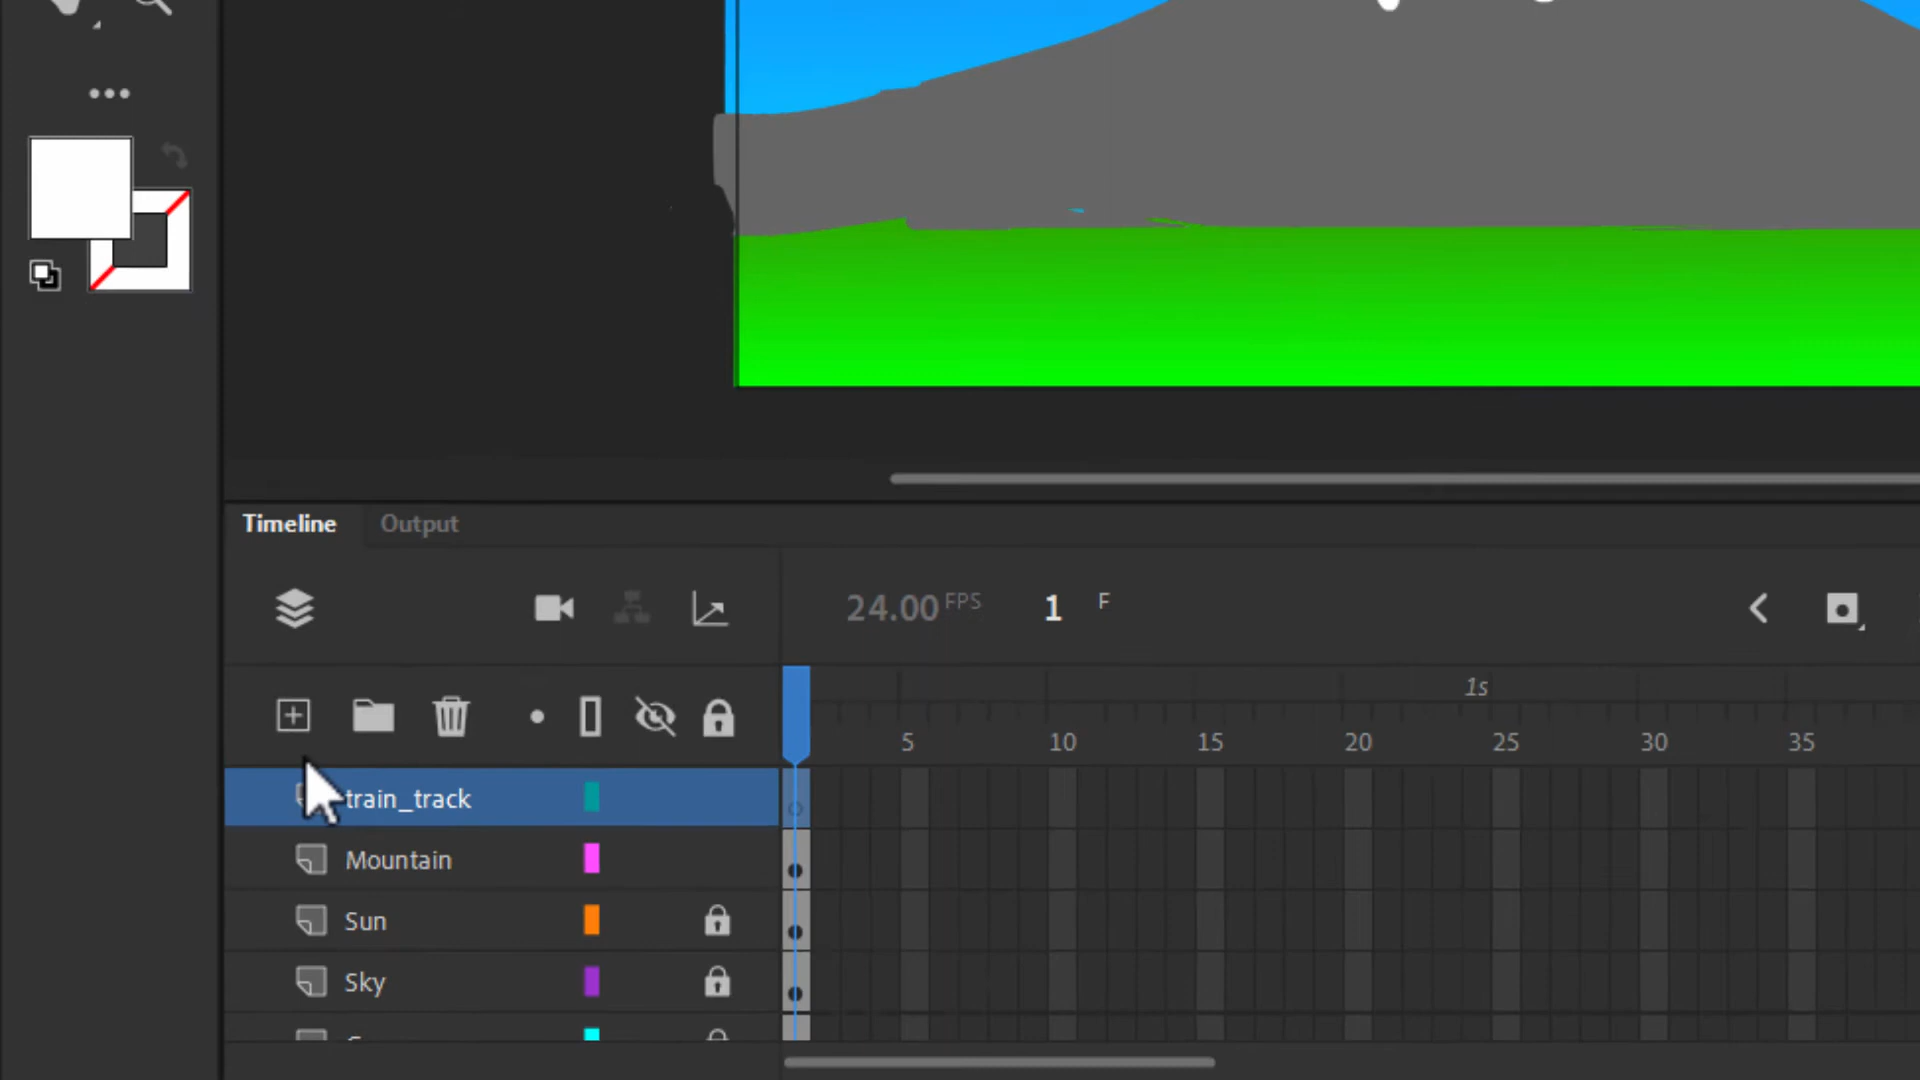 Timeline Output
24.00 FPS 1 F
1s
5 10 15 20 25 30 35
train_track
Mountain
Sun
Sky